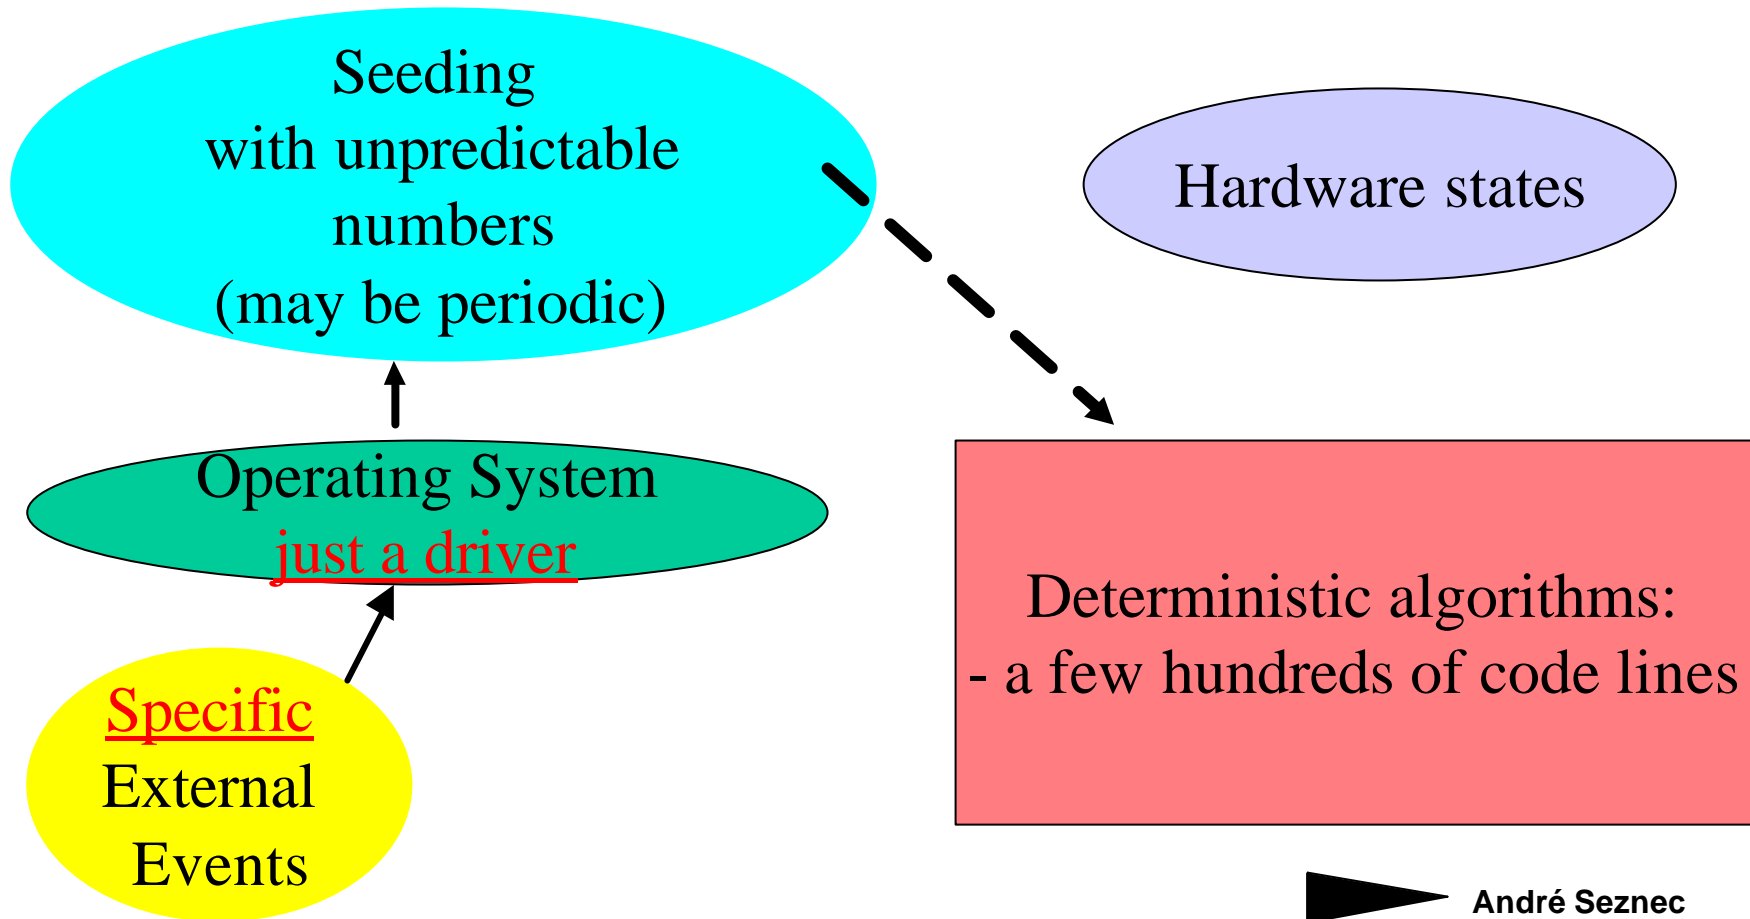 Seeding
with unpredictable
numbers
(may be periodic)
Hardware states
Operating System
just a driver
Specific
External
Events
Deterministic algorithms:
- a few hundreds of code lines
André Seznec